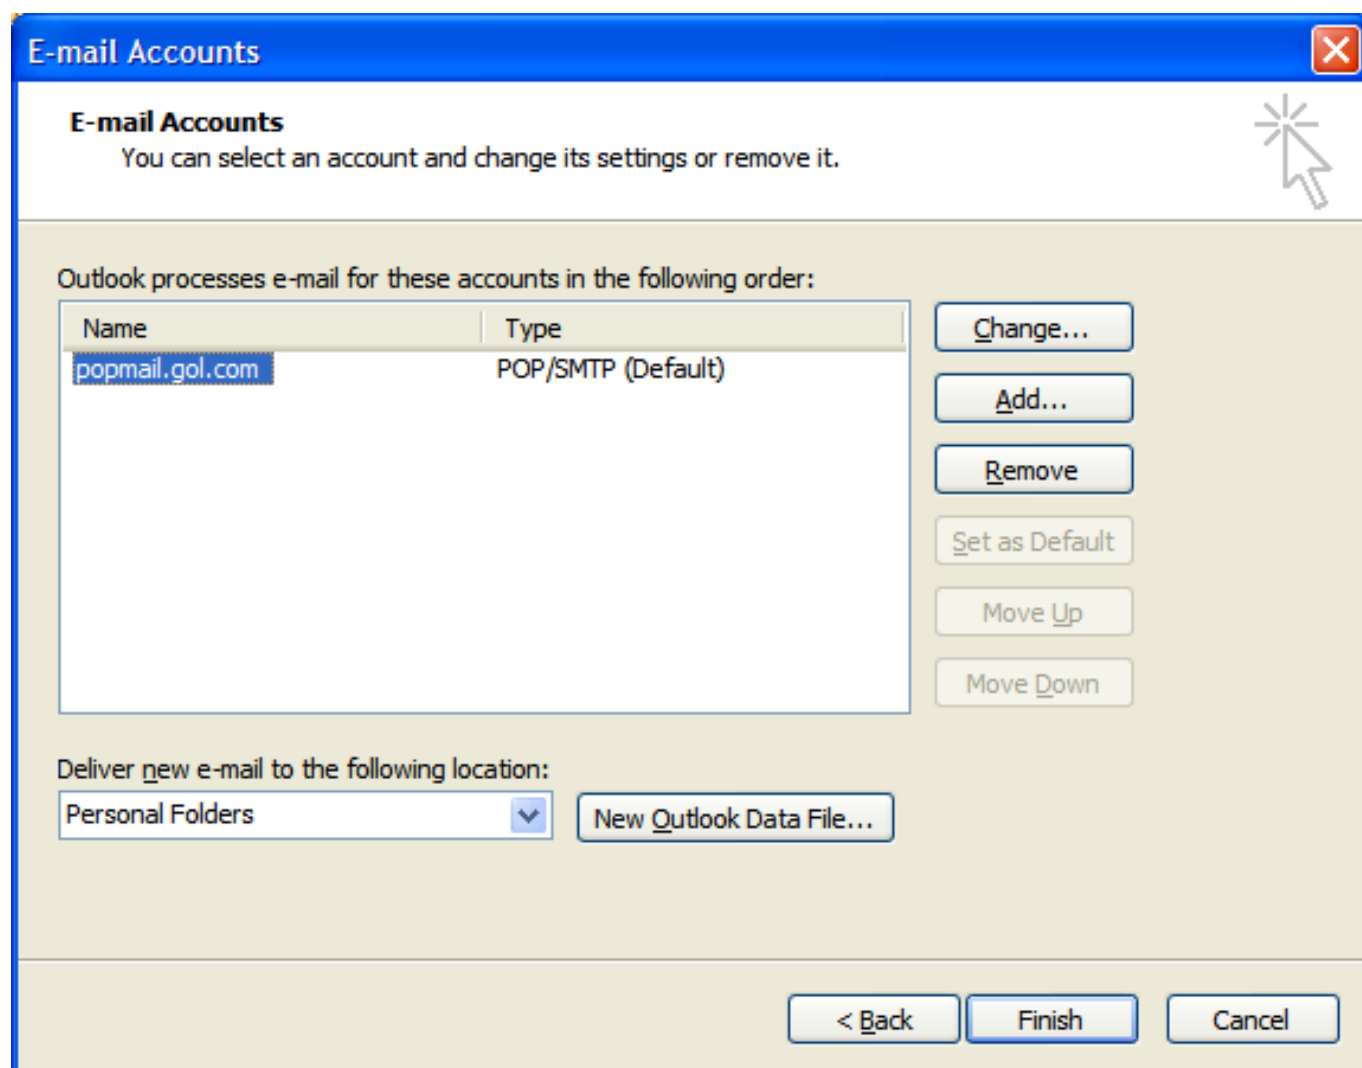 E-mail Accounts
E-mail Accounts
You can select an account and change its settings or remove it.
Outlook processes e-mail for these accounts in the following order:
Name Type
popmail.gol.com POP/SMTP (Default)
Change...
Add...
Remove
Set as Default
Move Up
Move Down
Deliver new e-mail to the following location:
Personal Folders New Outlook Data File...
< Back Finish Cancel